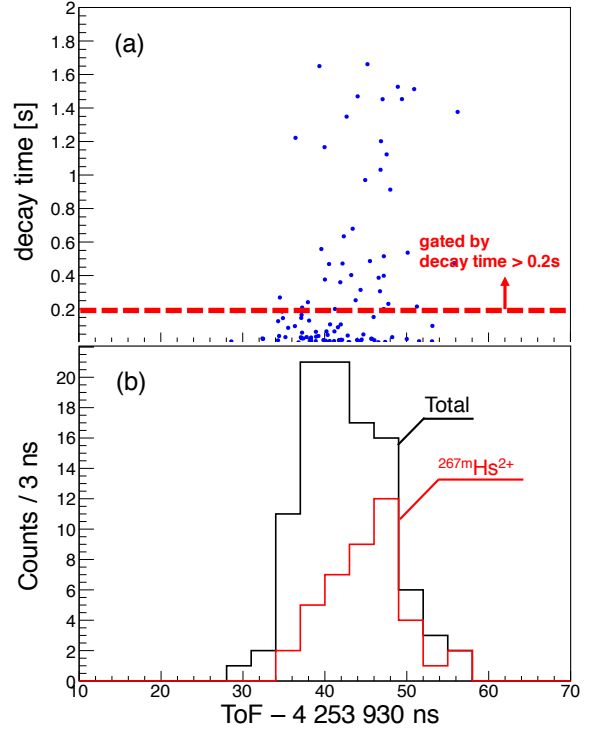 2
(a)
1.8
1.6
1.4
1.2
1
0.8
0.6
0.4
0.2
decay time [s]
gated by
decay time > 0.2s
(b)
20
18
16
14
12
10
8
6
4
2
0
Counts / 3 ns
Total
²⁶⁷ᵐHs²⁺
10 20 30 40 50 60 70
ToF – 4 253 930 ns